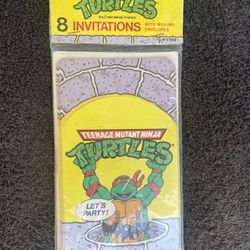 TURTLES
8 INVITATIONS
WITH MAILING
ENVELOPES
TEENAGE MUTANT NINJA
TURTLES
LET'S
PARTY!